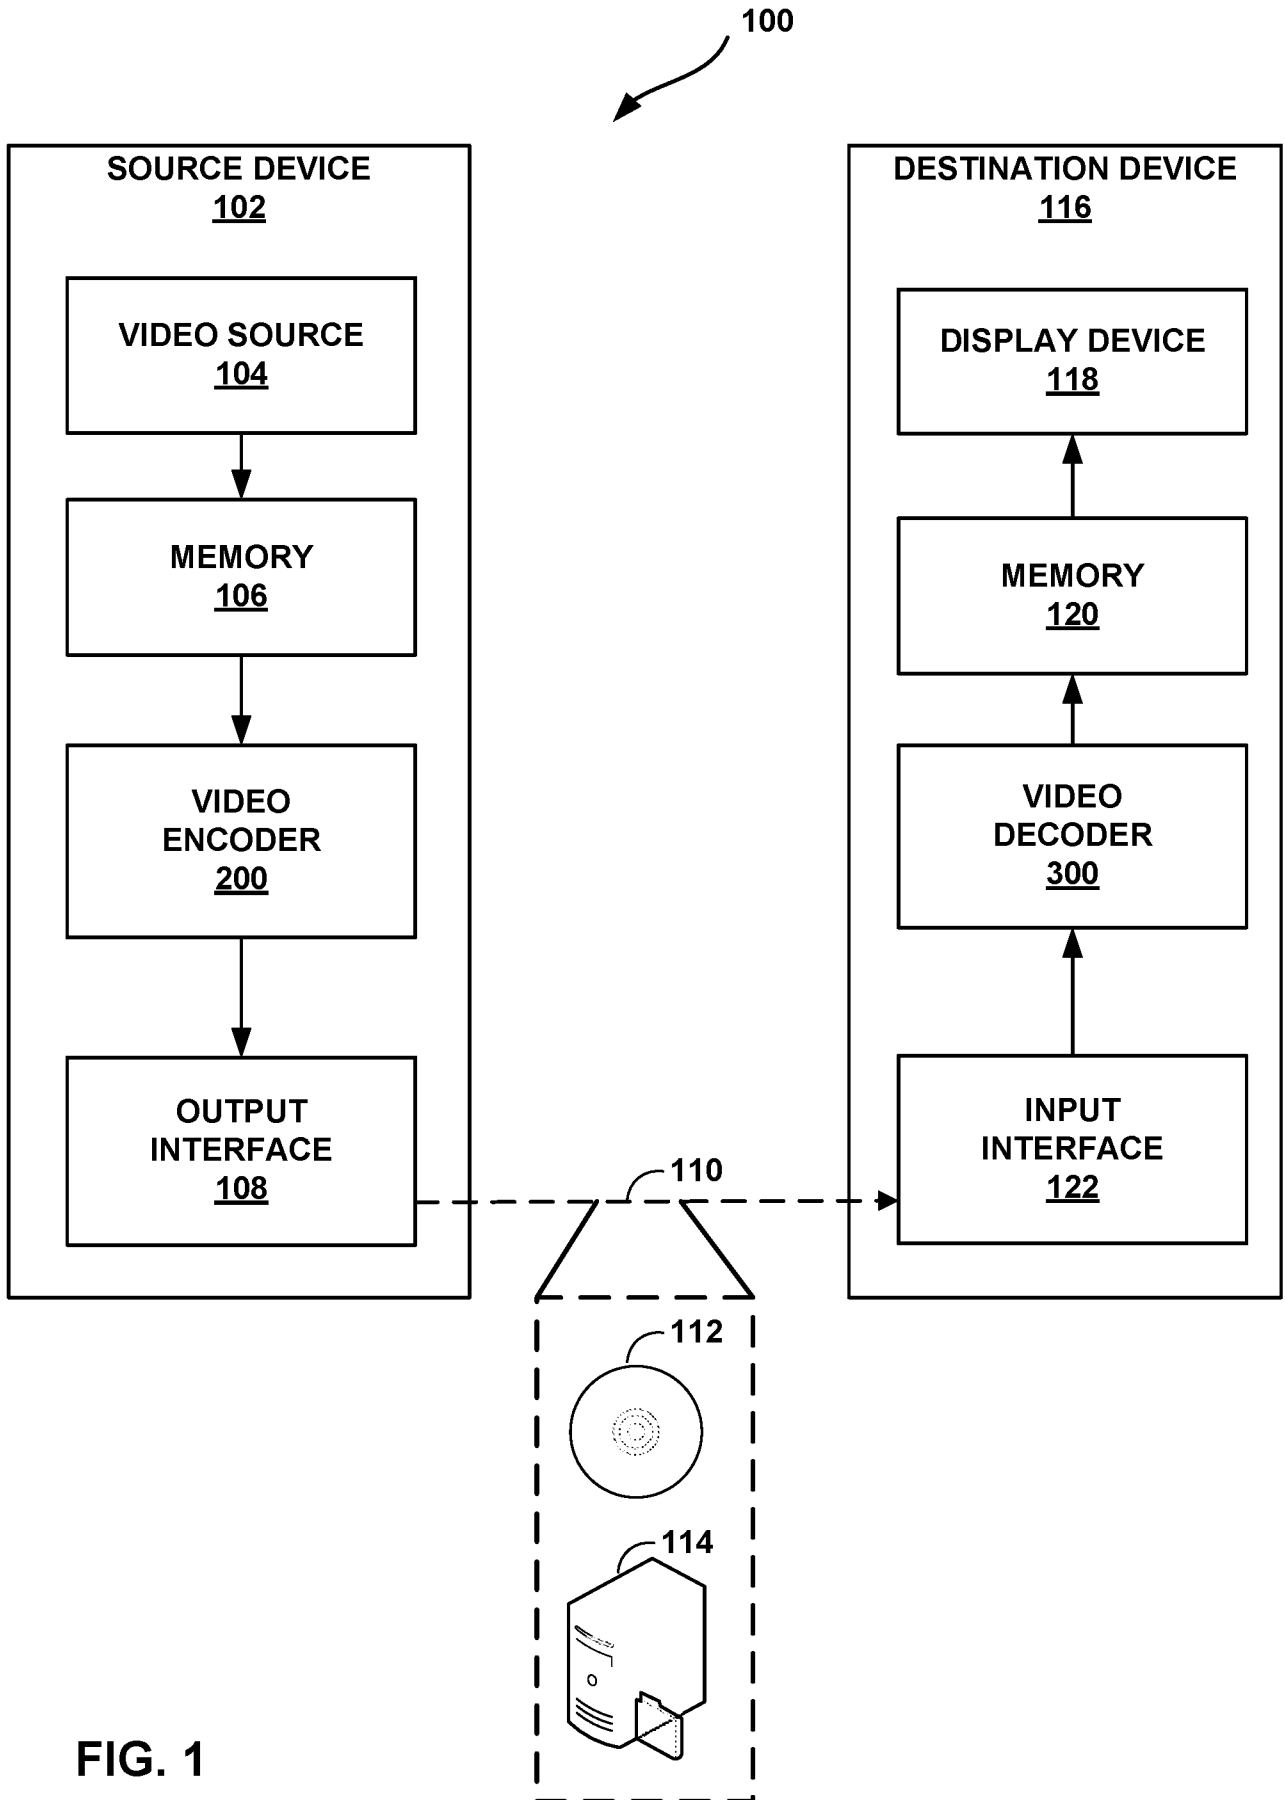 100
SOURCE DEVICE
102
VIDEO SOURCE
104
MEMORY
106
VIDEO
ENCODER
200
OUTPUT
INTERFACE
108
DESTINATION DEVICE
116
DISPLAY DEVICE
118
MEMORY
120
VIDEO
DECODER
300
INPUT
INTERFACE
122
110
112
114
FIG. 1